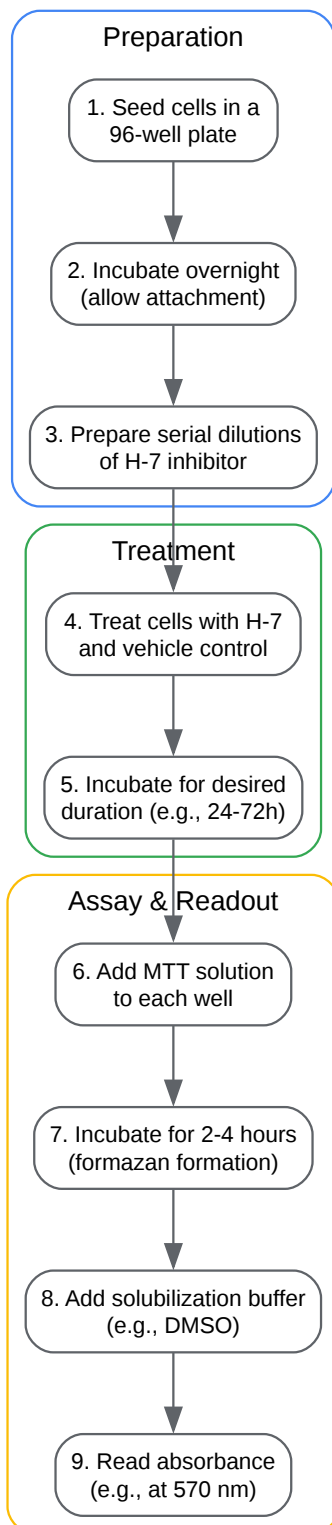 Preparation
1. Seed cells in a
96-well plate
2. Incubate overnight
(allow attachment)
3. Prepare serial dilutions
of H-7 inhibitor
Treatment
4. Treat cells with H-7
and vehicle control
5. Incubate for desired
duration (e.g., 24-72h)
Assay & Readout
6. Add MTT solution
to each well
7. Incubate for 2-4 hours
(formazan formation)
8. Add solubilization buffer
(e.g., DMSO)
9. Read absorbance
(e.g., at 570 nm)